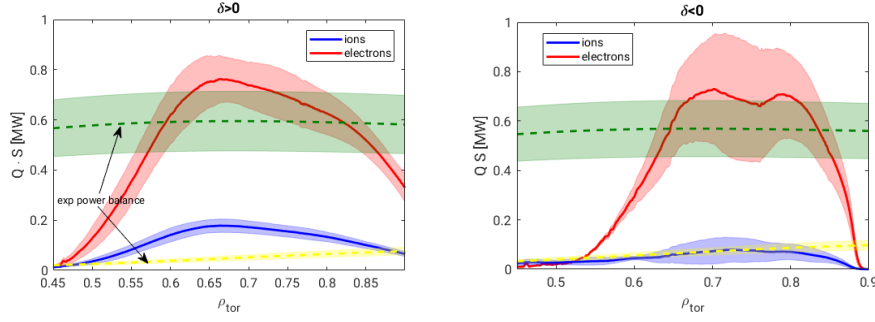 δ>0
Q · S [MW]
1
0.8
0.6
0.4
0.2
0
ions
electrons
exp power balance
0.45 0.5 0.55 0.6 0.65 0.7 0.75 0.8 0.85
ρtor
δ<0
Q S [MW]
1
0.8
0.6
0.4
0.2
0
ions
electrons
0.5 0.6 0.7 0.8 0.9
ρtor